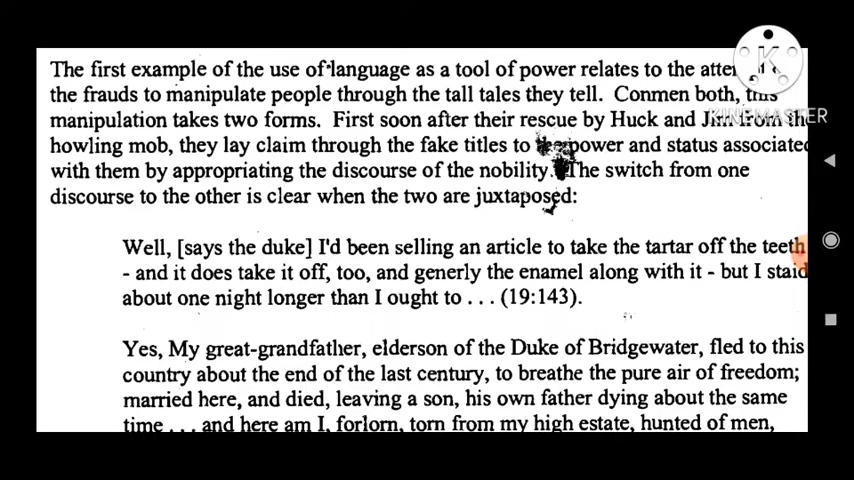 The first example of the use of language as a tool of power relates to the
the frauds to manipulate people through the tall tales they tell. Conmen both, this
manipulation takes two forms. First soon after their rescue by Huck and Jim from the
howling mob, they lay claim through the fake titles to power and status associated
with them by appropriating the discourse of the nobility. The switch from one
discourse to the other is clear when the two are juxtaposed:
Well, [says the duke] I'd been selling an article to take the tartar off the teeth
- and it does take it off, too, and generly the enamel along with it - but I staid
about one night longer than I ought to . . . (19:143).
Yes, My great-grandfather, elderson of the Duke of Bridgewater, fled to this
country about the end of the last century, to breathe the pure air of freedom;
married here, and died, leaving a son, his own father dying about the same
time . . . and here am I, forlorn, torn from my high estate, hunted of men,
K
KINEMASTER